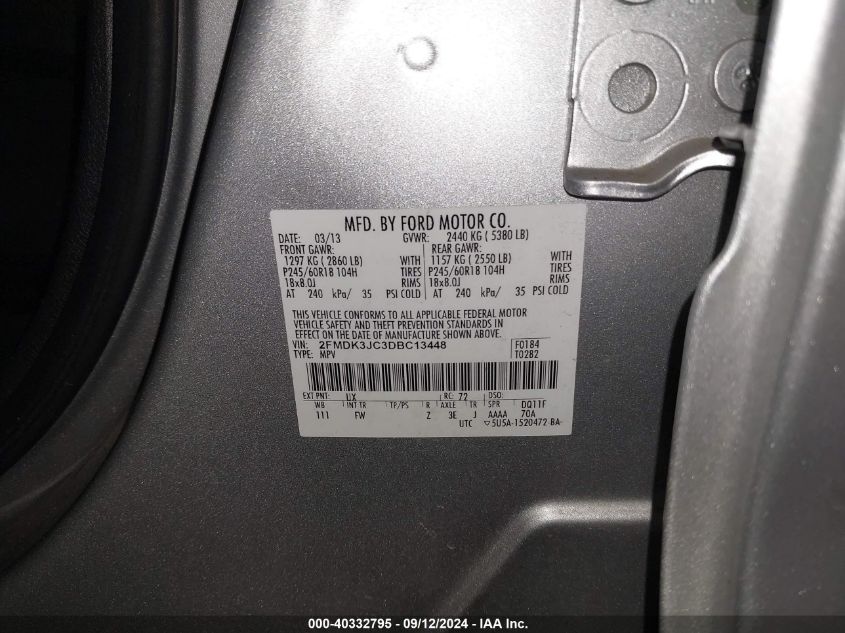 MFD. BY FORD MOTOR CO.
DATE: 03/13 GVWR: 2440 KG ( 5380 LB)
FRONT GAWR: REAR GAWR:
1297 KG ( 2860 LB) WITH 1157 KG ( 2550 LB) WITH
P245/60R18 104H TIRES P245/60R18 104H TIRES
18x8.0J RIMS 18x8.0J RIMS
AT 240 kPa/ 35 PSI COLD AT 240 kPa/ 35 PSI COLD
THIS VEHICLE CONFORMS TO ALL APPLICABLE FEDERAL MOTOR
VEHICLE SAFETY AND THEFT PREVENTION STANDARDS IN
EFFECT ON THE DATE OF MANUFACTURE SHOWN ABOVE.
VIN: 2FMDK3JC3DBC13448 F0184
TYPE: MPV T0282
EXT PNT: UX RC: 72 DSO:
WB INT TR TP/PS R AXLE TR SPR DQ11F
111 FW Z 3E J AAAA 70A
UTC ▽5U5A-1520472-BA
000-40332795 - 09/12/2024 - IAA Inc.